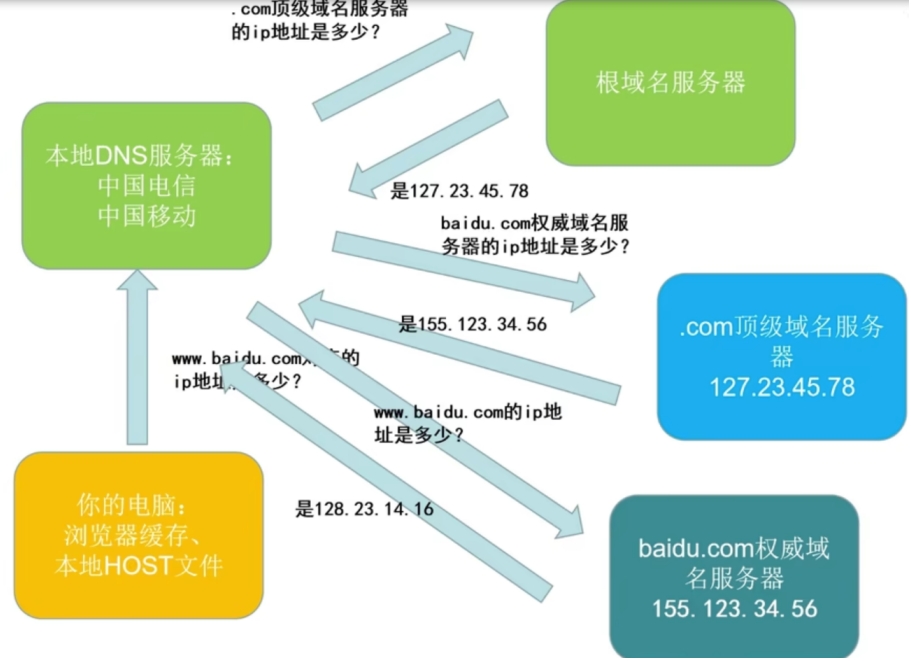 .com顶级域名服务器
的ip地址是多少?
根域名服务器
本地DNS服务器:
中国电信
中国移动
是127.23.45.78
baidu.com权威域名服
务器的ip地址是多少?
.com顶级域名服务
器
127.23.45.78
是155.123.34.56
www.baidu.com的
ip地多少?
www.baidu.com的ip地
址是多少?
你的电脑:
浏览器缓存、
本地HOST文件
是128.23.14.16
baidu.com权威域
名服务器
155.123.34.56